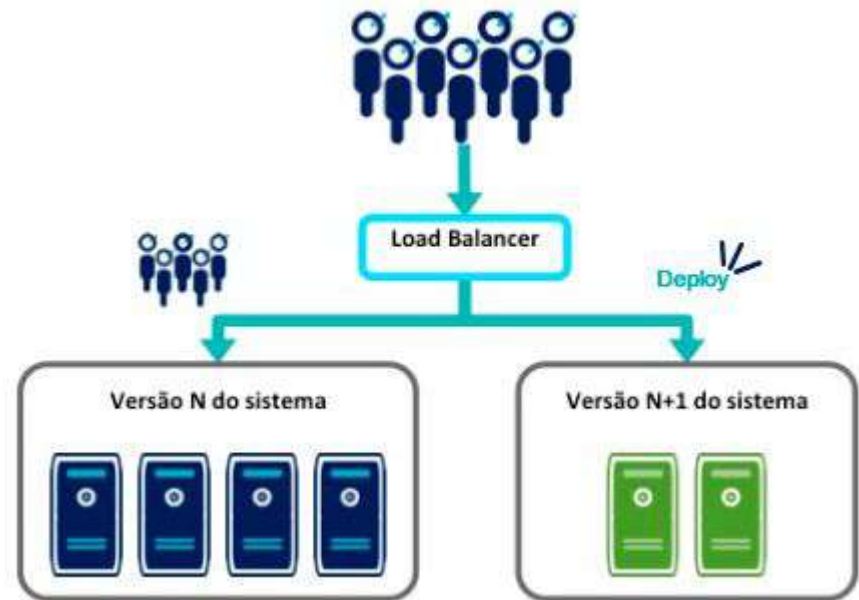 Load Balancer
Deploy
Versão N do sistema
Versão N+1 do sistema